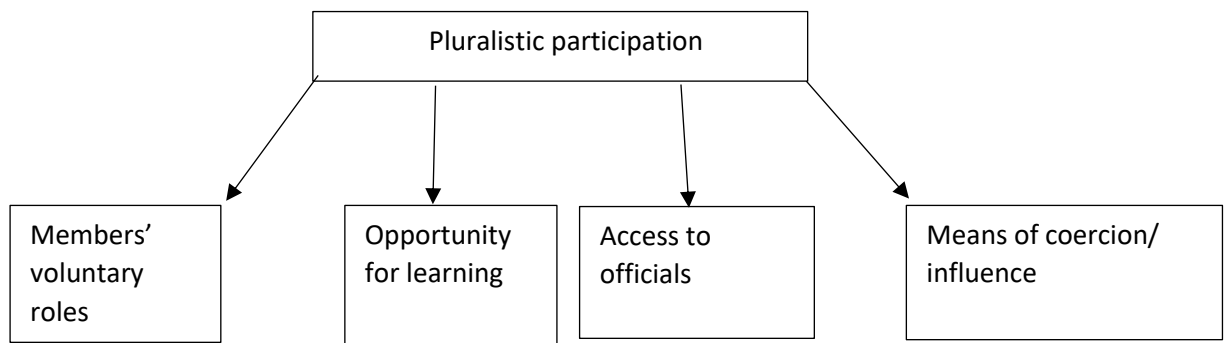 Pluralistic participation
Members’
voluntary
roles
Opportunity
for learning
Access to
officials
Means of coercion/
influence